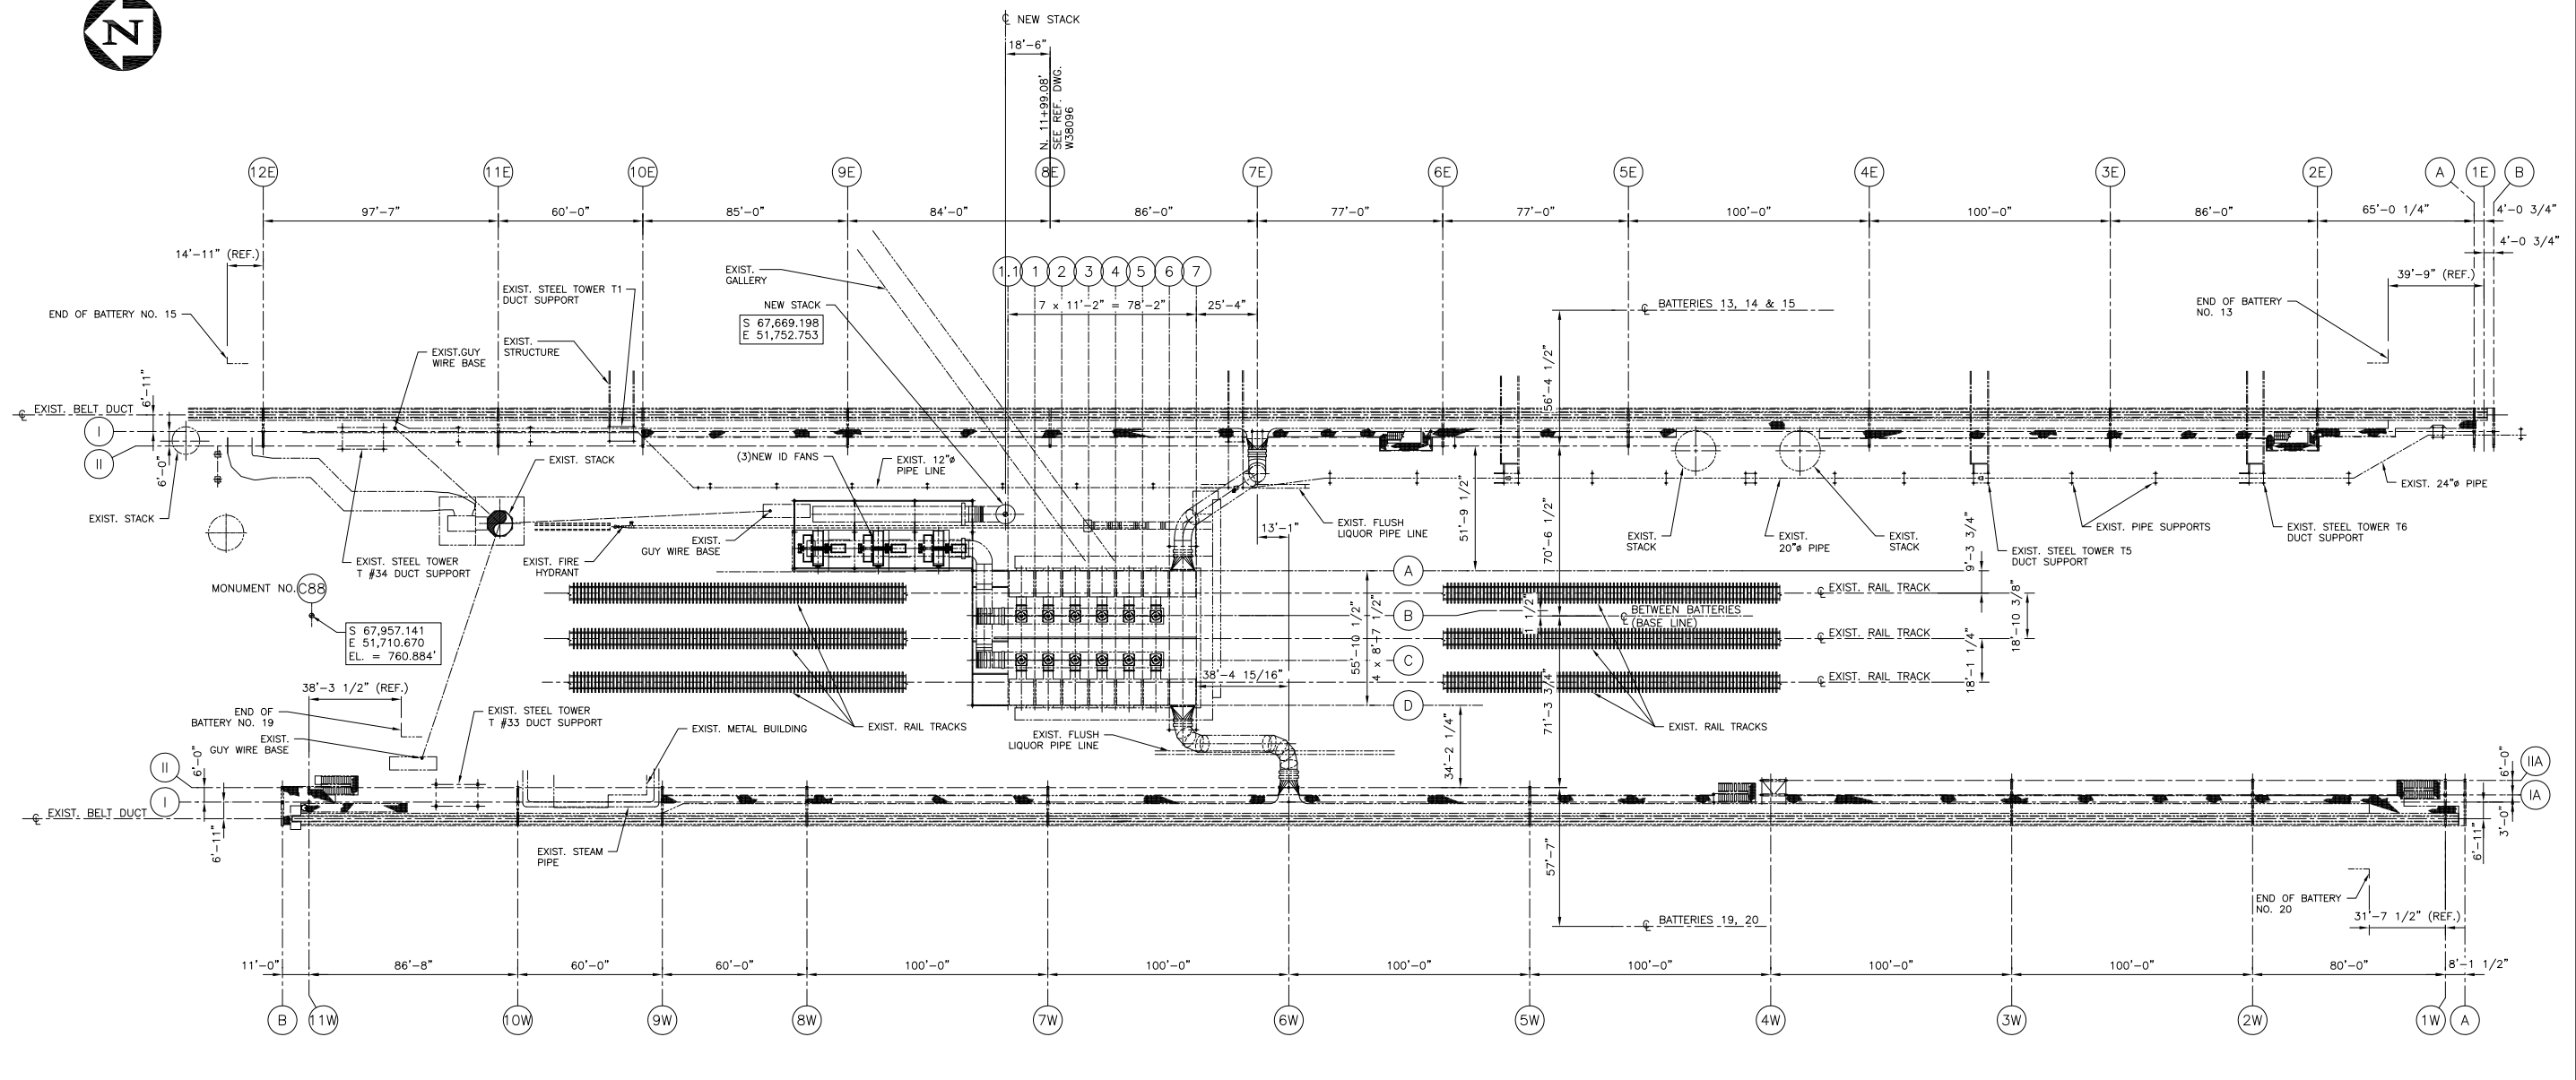 N
℄ NEW STACK
18'-6"
N. 11+99.08'
SEE REF. DWG.
W38096
12E
11E
10E
9E
8E
7E
6E
5E
4E
3E
2E
A
1E
B
97'-7"
60'-0"
85'-0"
84'-0"
86'-0"
77'-0"
77'-0"
100'-0"
100'-0"
86'-0"
65'-0 1/4"
4'-0 3/4"
4'-0 3/4"
14'-11" (REF.)
39'-9" (REF.)
EXIST.
GALLERY
1.1
1
2
3
4
5
6
7
7 x 11'-2" = 78'-2"
25'-4"
EXIST. STEEL TOWER T1
DUCT SUPPORT
NEW STACK
S 67,669.198
E 51,752.753
℄ BATTERIES 13, 14 & 15
END OF BATTERY
NO. 13
END OF BATTERY NO. 15
EXIST.
STRUCTURE
EXIST.GUY
WIRE BASE
56'-4 1/2"
6'-11"
℄ EXIST. BELT DUCT
I
II
6'-0"
EXIST. STACK
EXIST. STACK
(3)NEW ID FANS
EXIST. 12"ø
PIPE LINE
51'-9 1/2"
70'-6 1/2"
EXIST. 24"ø PIPE
EXIST. FLUSH
LIQUOR PIPE LINE
13'-1"
EXIST.
STACK
EXIST.
20"ø PIPE
EXIST.
STACK
EXIST. PIPE SUPPORTS
EXIST. STEEL TOWER T6
DUCT SUPPORT
EXIST. STEEL TOWER T5
DUCT SUPPORT
9'-3 3/4"
EXIST. STEEL TOWER
T #34 DUCT SUPPORT
EXIST. FIRE
HYDRANT
EXIST.
GUY WIRE BASE
MONUMENT NO.
C88
S 67,957.141
E 51,710.670
EL. = 760.884'
A
B
C
D
55'-10 1/2"
4 x 8'-7 1/2"
1 1/2"
℄ BETWEEN BATTERIES
(BASE LINE)
℄ EXIST. RAIL TRACK
℄ EXIST. RAIL TRACK
℄ EXIST. RAIL TRACK
18'-10 3/8"
18'-1 1/4"
38'-4 15/16"
71'-3 3/4"
38'-3 1/2" (REF.)
END OF
BATTERY NO. 19
EXIST.
GUY WIRE BASE
EXIST. STEEL TOWER
T #33 DUCT SUPPORT
EXIST. METAL BUILDING
EXIST. RAIL TRACKS
EXIST. FLUSH
LIQUOR PIPE LINE
EXIST. RAIL TRACKS
34'-2 1/4"
II
I
6'-0"
℄ EXIST. BELT DUCT
6'-11"
EXIST. STEAM
PIPE
57'-7"
IIA
IA
6'-0"
3'-0"
6'-11"
℄ BATTERIES 19, 20
END OF BATTERY
NO. 20
31'-7 1/2" (REF.)
11'-0"
86'-8"
60'-0"
60'-0"
100'-0"
100'-0"
100'-0"
100'-0"
100'-0"
100'-0"
80'-0"
8'-1 1/2"
B
11W
10W
9W
8W
7W
6W
5W
4W
3W
2W
1W
A